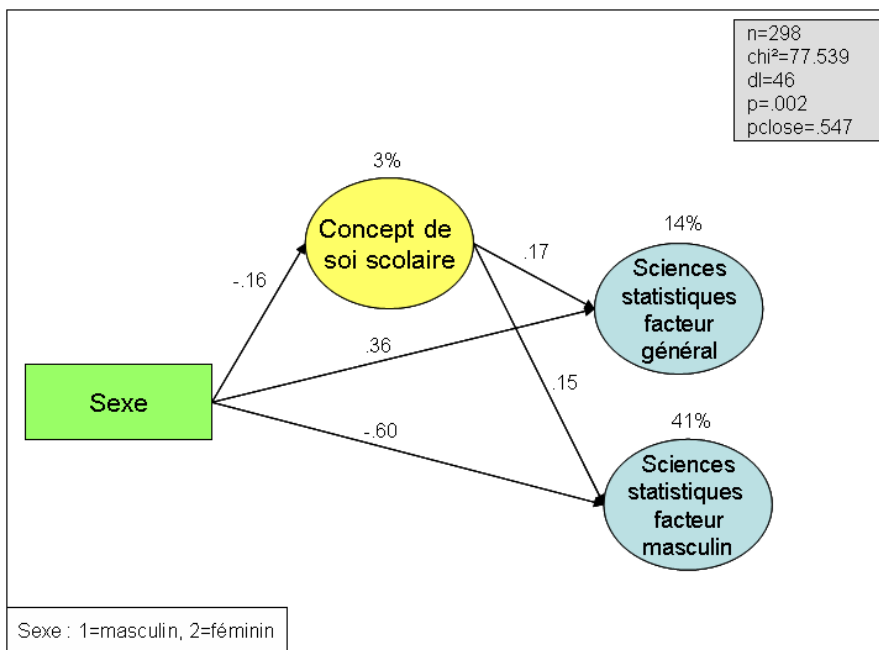 n=298
chi²=77.539
dl=46
p=.002
pclose=.547
3%
Concept de
soi scolaire
14%
Sciences
statistiques
facteur
général
-.16
.17
.36
.15
Sexe
-.60
41%
Sciences
statistiques
facteur
masculin
Sexe : 1=masculin, 2=féminin